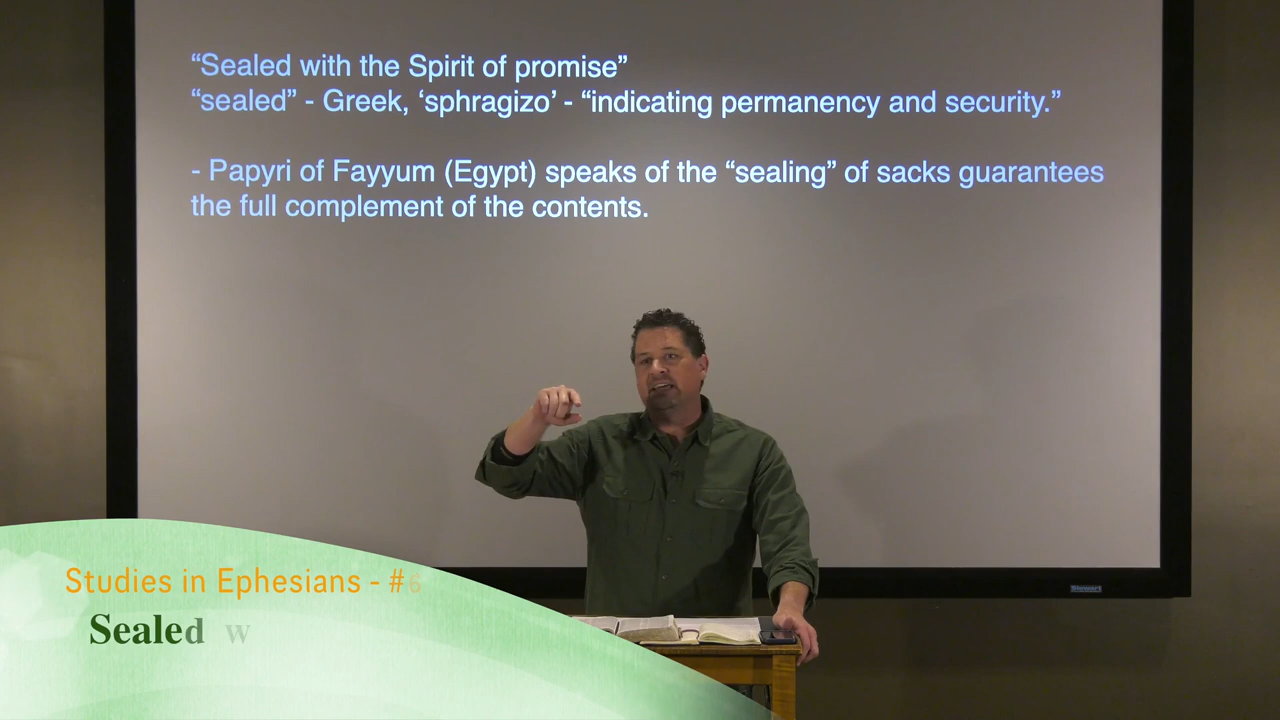 “Sealed with the Spirit of promise”
“sealed” - Greek, ‘sphragizo’ - “indicating permanency and security.”
- Papyri of Fayyum (Egypt) speaks of the “sealing” of sacks guarantees
the full complement of the contents.
Stewart
Studies in Ephesians - #6
Sealed w